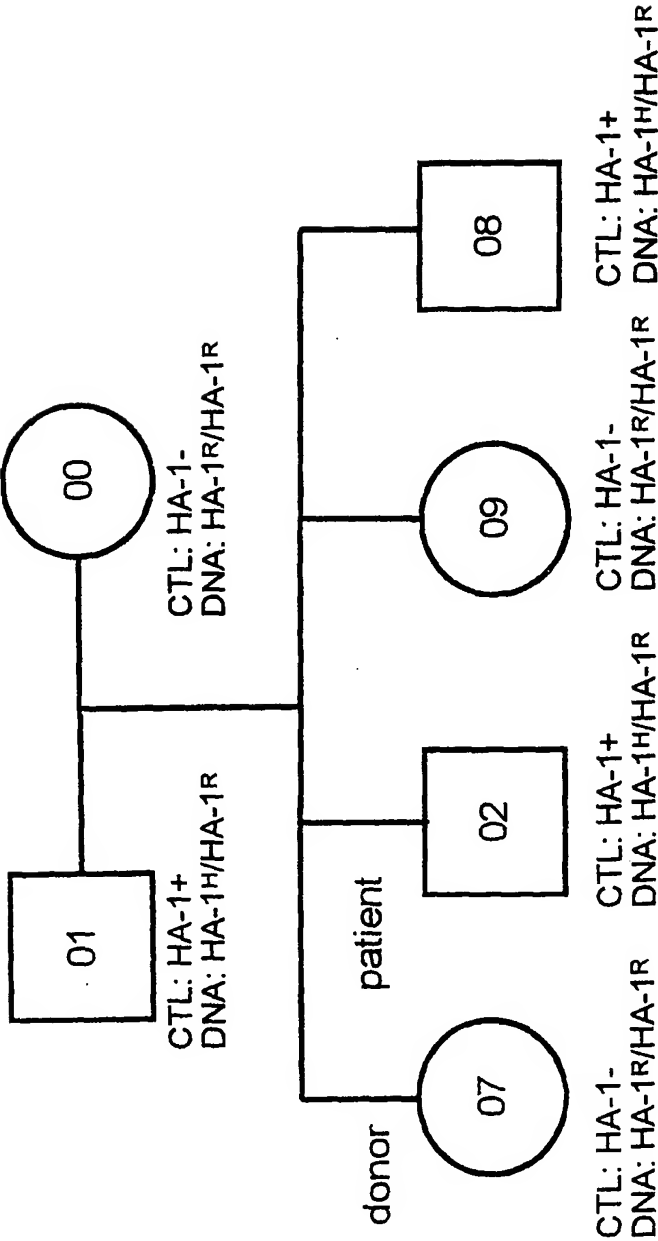 01
CTL: HA-1+
DNA: HA-1H/HA-1R
00
CTL: HA-1-
DNA: HA-1R/HA-1R
donor
07
CTL: HA-1-
DNA: HA-1R/HA-1R
patient
02
CTL: HA-1+
DNA: HA-1H/HA-1R
09
CTL: HA-1-
DNA: HA-1R/HA-1R
08
CTL: HA-1+
DNA: HA-1H/HA-1R